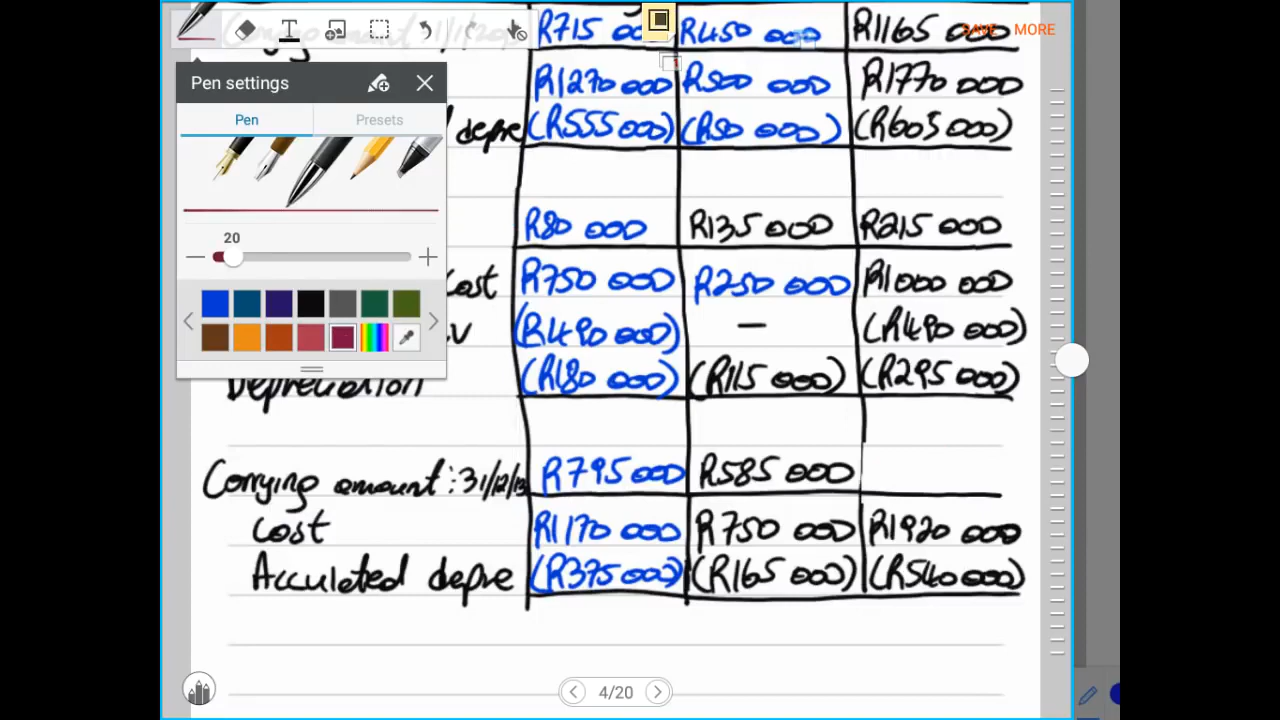 R715 R450 000 R1165 000
SAVE MORE
Pen settings
R1270 000 R500 000 R1770 000
Pen Presets
depre (R555 000) (R50 000) (R605 000)
R80 000 R135 000 R215 000
20
Cost R750 000 R250 000 R1000 000
(R490 000) — (R490 000)
Depreciation (R180 000) (R115 000) (R295 000)
Carrying amount : 31/12/13 R795 000 R585 000
Cost R1170 000 R750 000 R1920 000
Acculated depre (R375 000) (R165 000) (R540 000)
4/20